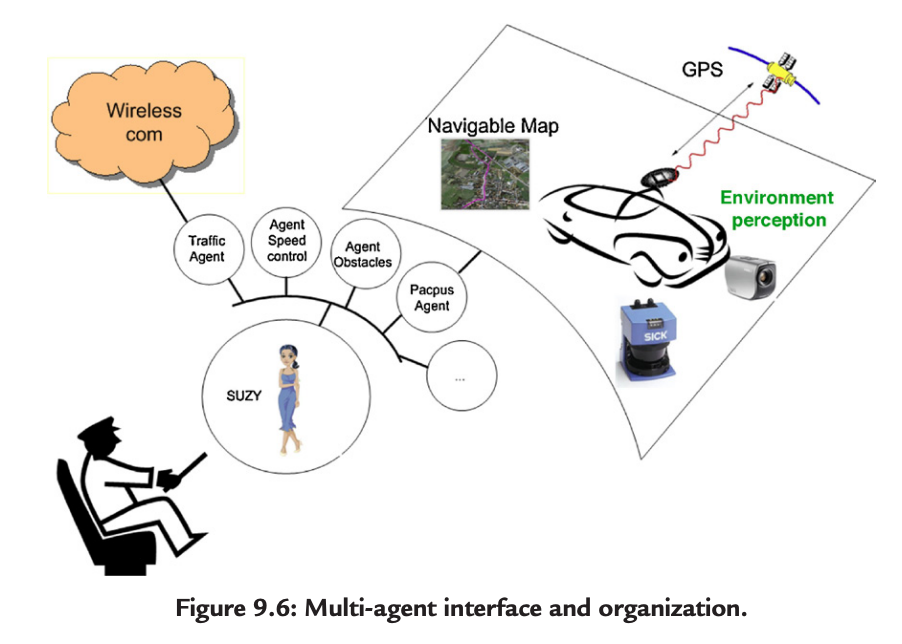 GPS
Wireless
com
Navigable Map
Environment
perception
Traffic
Agent
Agent
Speed
control
Agent
Obstacles
Pacpus
Agent
SICK
SUZY
...
Figure 9.6: Multi-agent interface and organization.